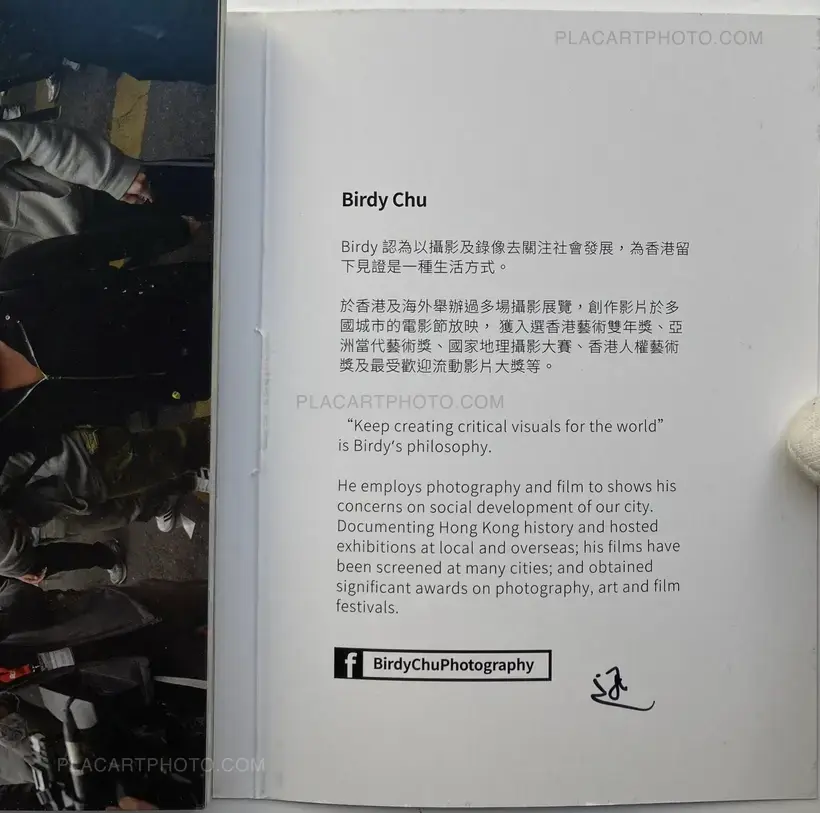 PLACARTPHOTO.COM
Birdy Chu
Birdy 認為以攝影及錄像去關注社會發展，為香港留
下見證是一種生活方式。
於香港及海外舉辦過多場攝影展覽，創作影片於多
國城市的電影節放映， 獲入選香港藝術雙年獎、亞
洲當代藝術獎、國家地理攝影大賽、香港人權藝術
獎及最受歡迎流動影片大獎等。
PLACARTPHOTO.COM
“Keep creating critical visuals for the world”
is Birdy's philosophy.
He employs photography and film to shows his
concerns on social development of our city.
Documenting Hong Kong history and hosted
exhibitions at local and overseas; his films have
been screened at many cities; and obtained
significant awards on photography, art and film
festivals.
f BirdyChuPhotography
PLACARTPHOTO.COM